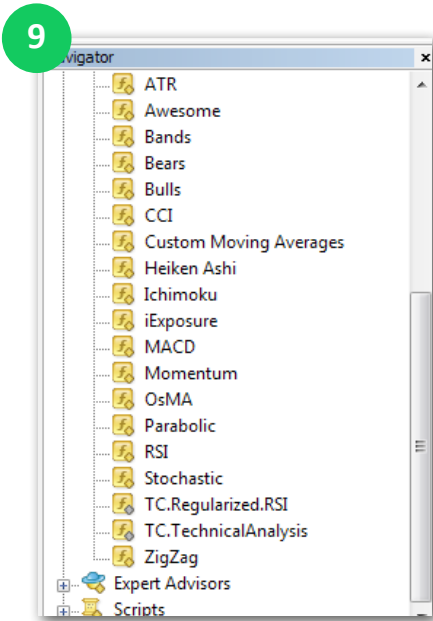 9
Navigator
ATR
Awesome
Bands
Bears
Bulls
CCI
Custom Moving Averages
Heiken Ashi
Ichimoku
iExposure
MACD
Momentum
OsMA
Parabolic
RSI
Stochastic
TC.Regularized.RSI
TC.TechnicalAnalysis
ZigZag
Expert Advisors
Scripts